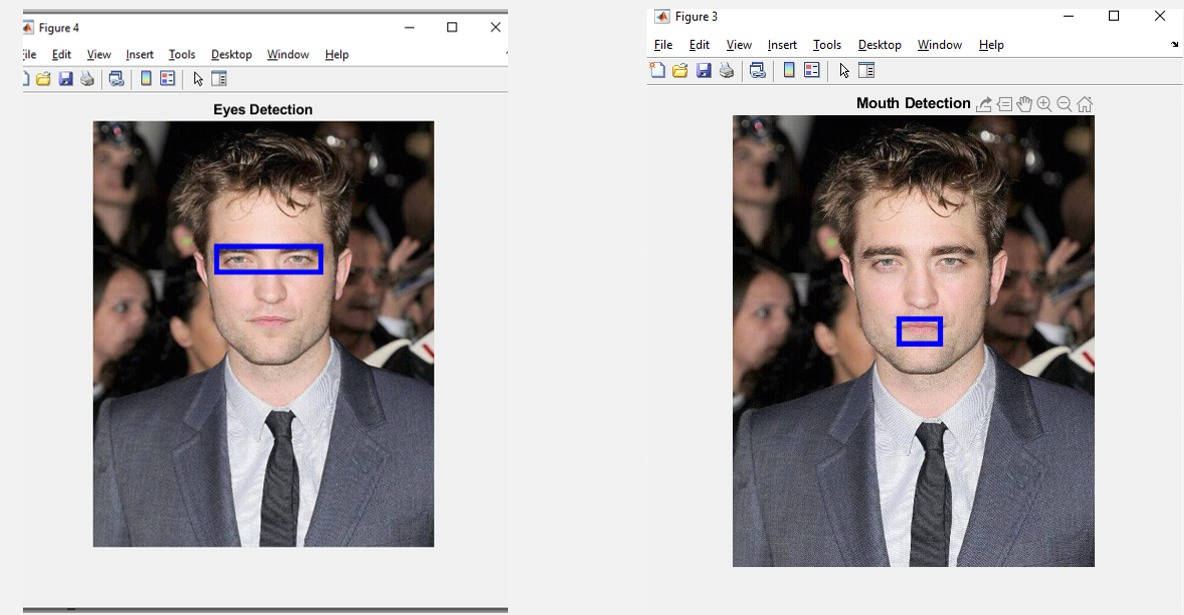 Figure 4
File Edit View Insert Tools Desktop Window Help
Eyes Detection
Figure 3
File Edit View Insert Tools Desktop Window Help
Mouth Detection